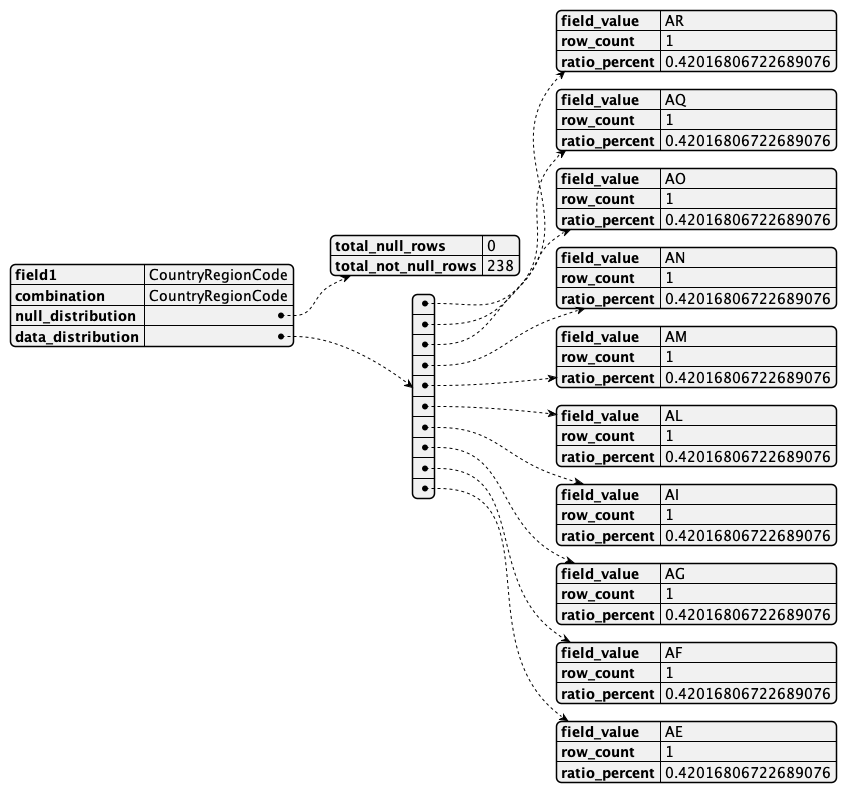 field1 CountryRegionCode
combination CountryRegionCode
null_distribution
data_distribution
total_null_rows 0
total_not_null_rows 238
field_value AR
row_count 1
ratio_percent 0.42016806722689076
field_value AQ
row_count 1
ratio_percent 0.42016806722689076
field_value AO
row_count 1
ratio_percent 0.42016806722689076
field_value AN
row_count 1
ratio_percent 0.42016806722689076
field_value AM
row_count 1
ratio_percent 0.42016806722689076
field_value AL
row_count 1
ratio_percent 0.42016806722689076
field_value AI
row_count 1
ratio_percent 0.42016806722689076
field_value AG
row_count 1
ratio_percent 0.42016806722689076
field_value AF
row_count 1
ratio_percent 0.42016806722689076
field_value AE
row_count 1
ratio_percent 0.42016806722689076